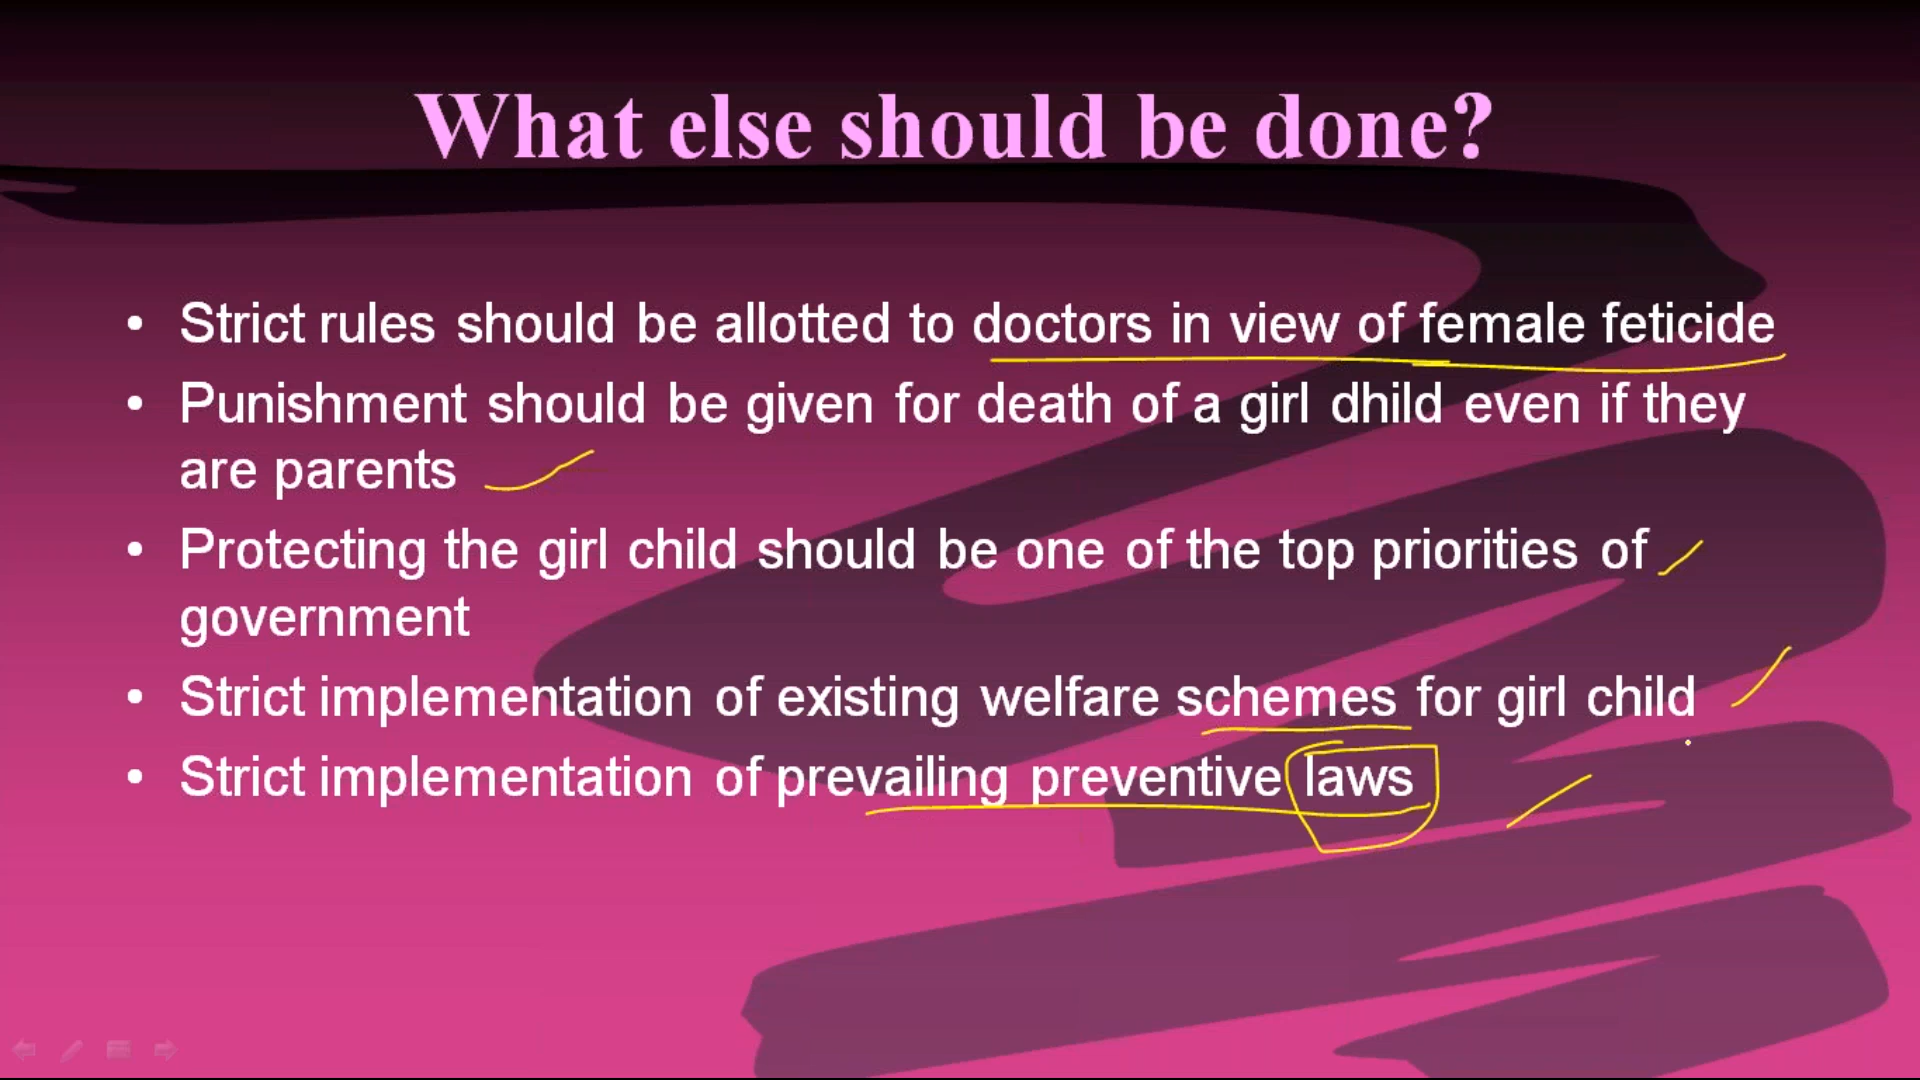 What else should be done?
• Strict rules should be allotted to doctors in view of female feticide
• Punishment should be given for death of a girl dhild even if they
are parents
• Protecting the girl child should be one of the top priorities of
government
• Strict implementation of existing welfare schemes for girl child
• Strict implementation of prevailing preventive laws